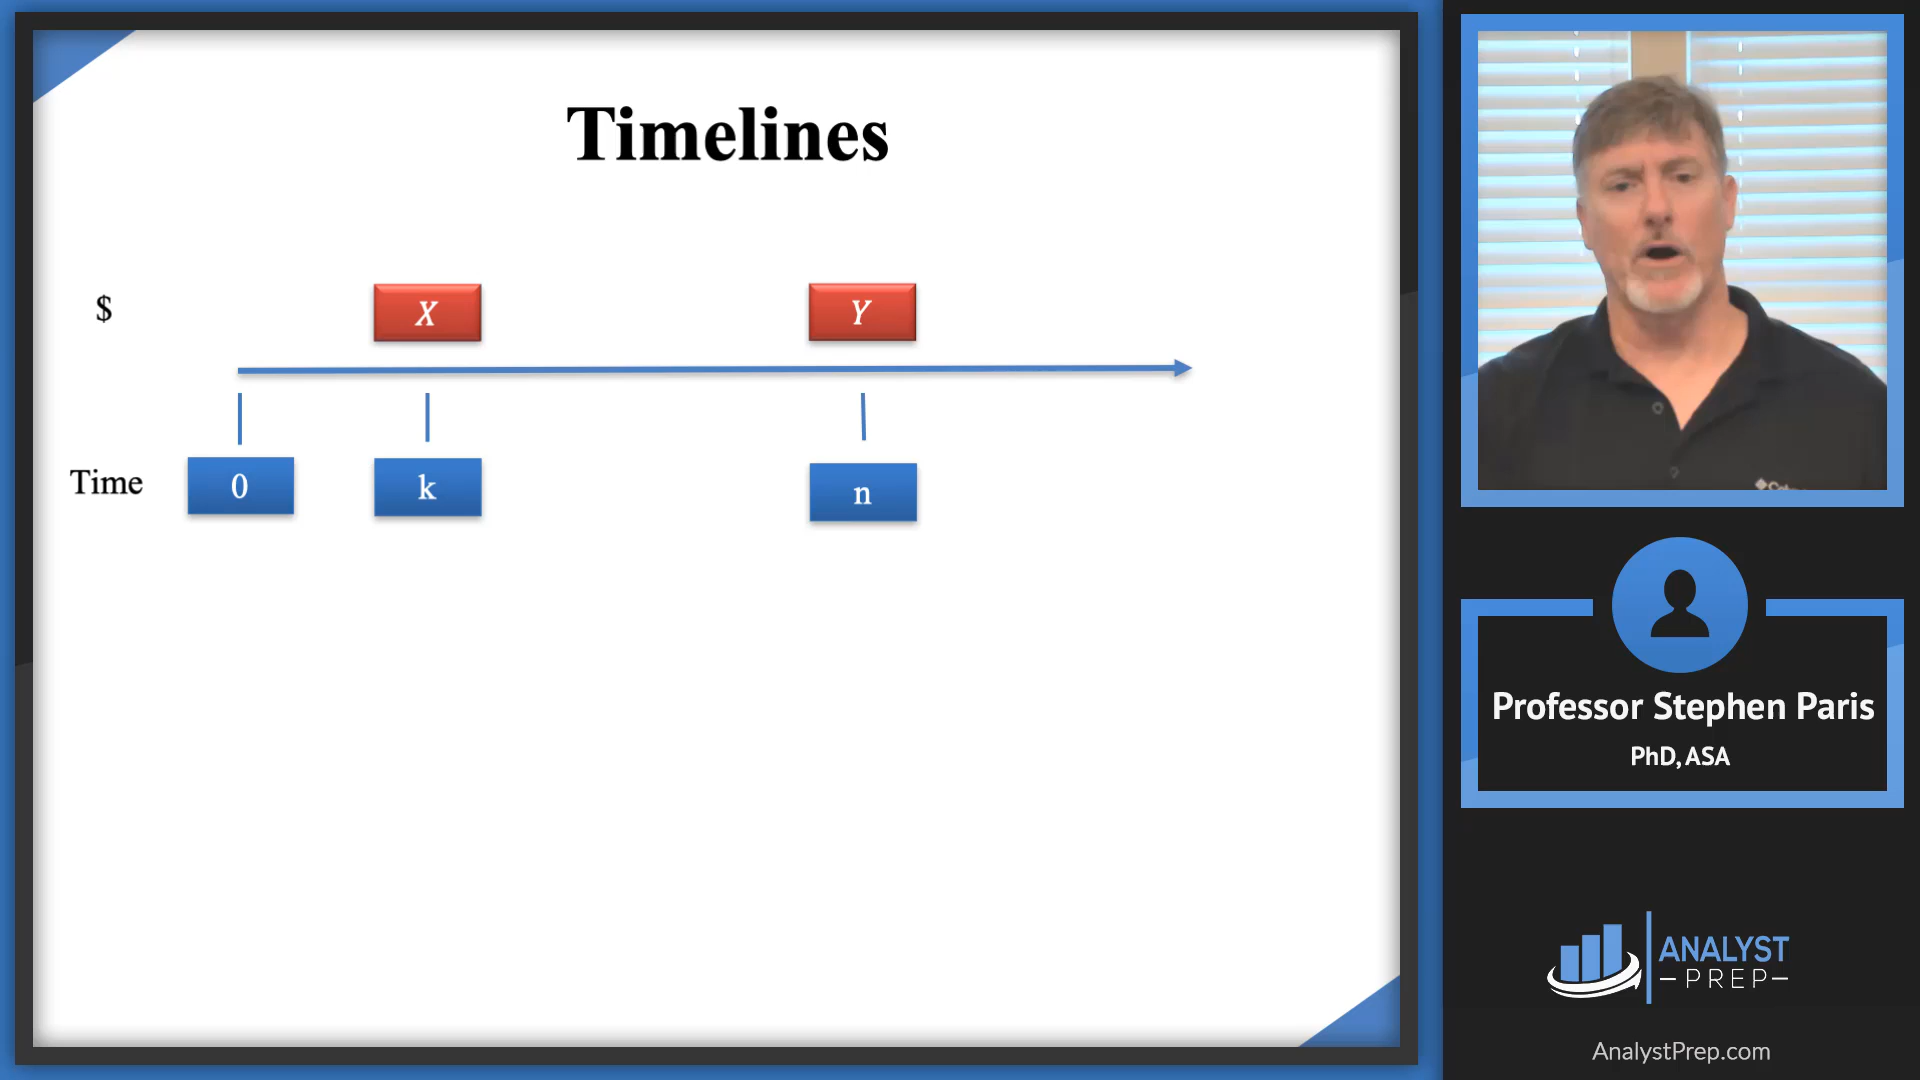 Timelines
$
X
Y
Time
0
k
n
Professor Stephen Paris
PhD, ASA
ANALYST
PREP
AnalystPrep.com